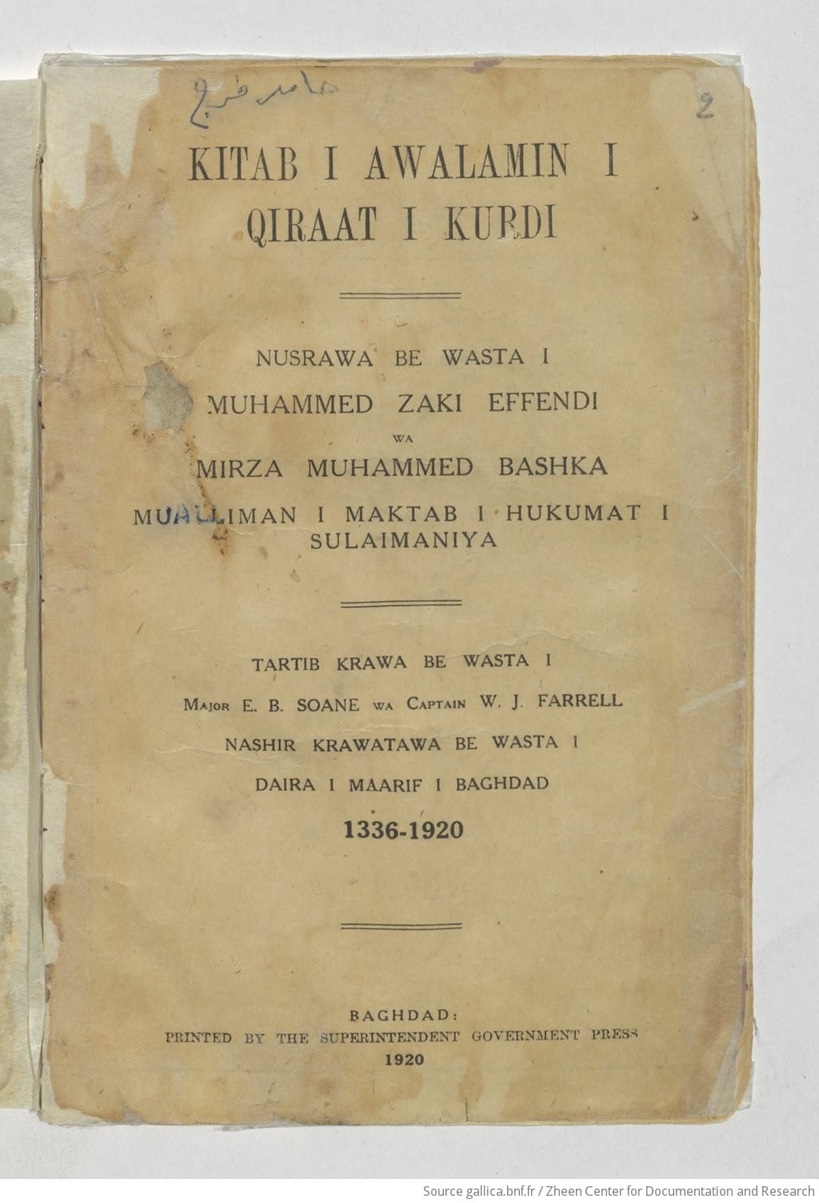 حامد فرج
2
KITAB I AWALAMIN I
QIRAAT I KURDI
NUSRAWA BE WASTA I
MUHAMMED ZAKI EFFENDI
WA
MIRZA MUHAMMED BASHKA
MUALLIMAN I MAKTAB I HUKUMAT I
SULAIMANIYA
TARTIB KRAWA BE WASTA I
MAJOR E. B. SOANE WA CAPTAIN W. J. FARRELL
NASHIR KRAWATAWA BE WASTA I
DAIRA I MAARIF I BAGHDAD
1336-1920
BAGHDAD:
PRINTED BY THE SUPERINTENDENT GOVERNMENT PRESS
1920
Source gallica.bnf.fr / Zheen Center for Documentation and Research